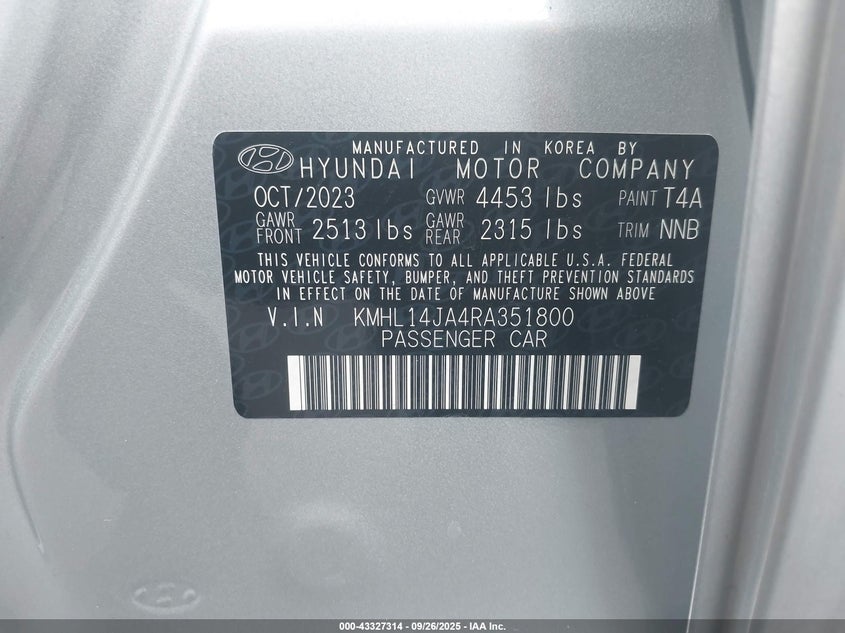 MANUFACTURED IN KOREA BY
HYUNDAI MOTOR COMPANY
OCT/2023 GVWR 4453 lbs PAINT T4A
GAWR FRONT 2513 lbs GAWR REAR 2315 lbs TRIM NNB
THIS VEHICLE CONFORMS TO ALL APPLICABLE U.S.A. FEDERAL
MOTOR VEHICLE SAFETY, BUMPER, AND THEFT PREVENTION STANDARDS
IN EFFECT ON THE DATE OF MANUFACTURE SHOWN ABOVE
V.I.N KMHL14JA4RA351800
PASSENGER CAR
000-43327314 - 09/26/2025 - IAA Inc.